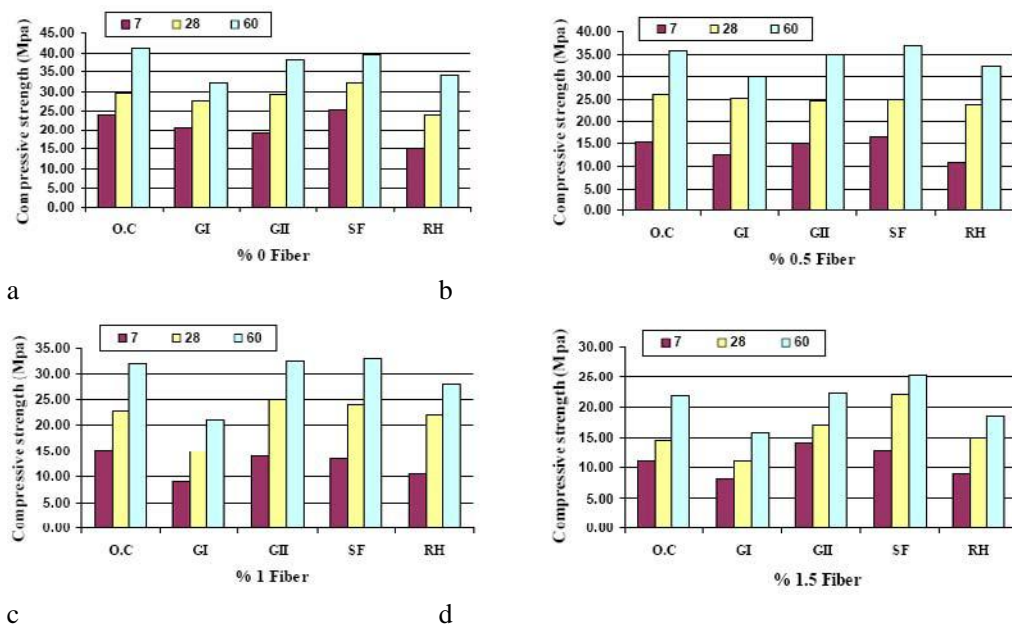 Compressive strength (Mpa)
7 28 60
45.00
40.00
35.00
30.00
25.00
20.00
15.00
10.00
5.00
0.00
O.C GI GII SF RH
% 0 Fiber
a
Compressive strength (Mpa)
7 28 60
40.00
35.00
30.00
25.00
20.00
15.00
10.00
5.00
0.00
O.C GI GII SF RH
% 0.5 Fiber
b
Compressive strength (Mpa)
7 28 60
35.00
30.00
25.00
20.00
15.00
10.00
5.00
0.00
O.C GI GII SF RH
% 1 Fiber
c
Compressive strength (Mpa)
7 28 60
30.00
25.00
20.00
15.00
10.00
5.00
0.00
O.C GI GII SF RH
% 1.5 Fiber
d